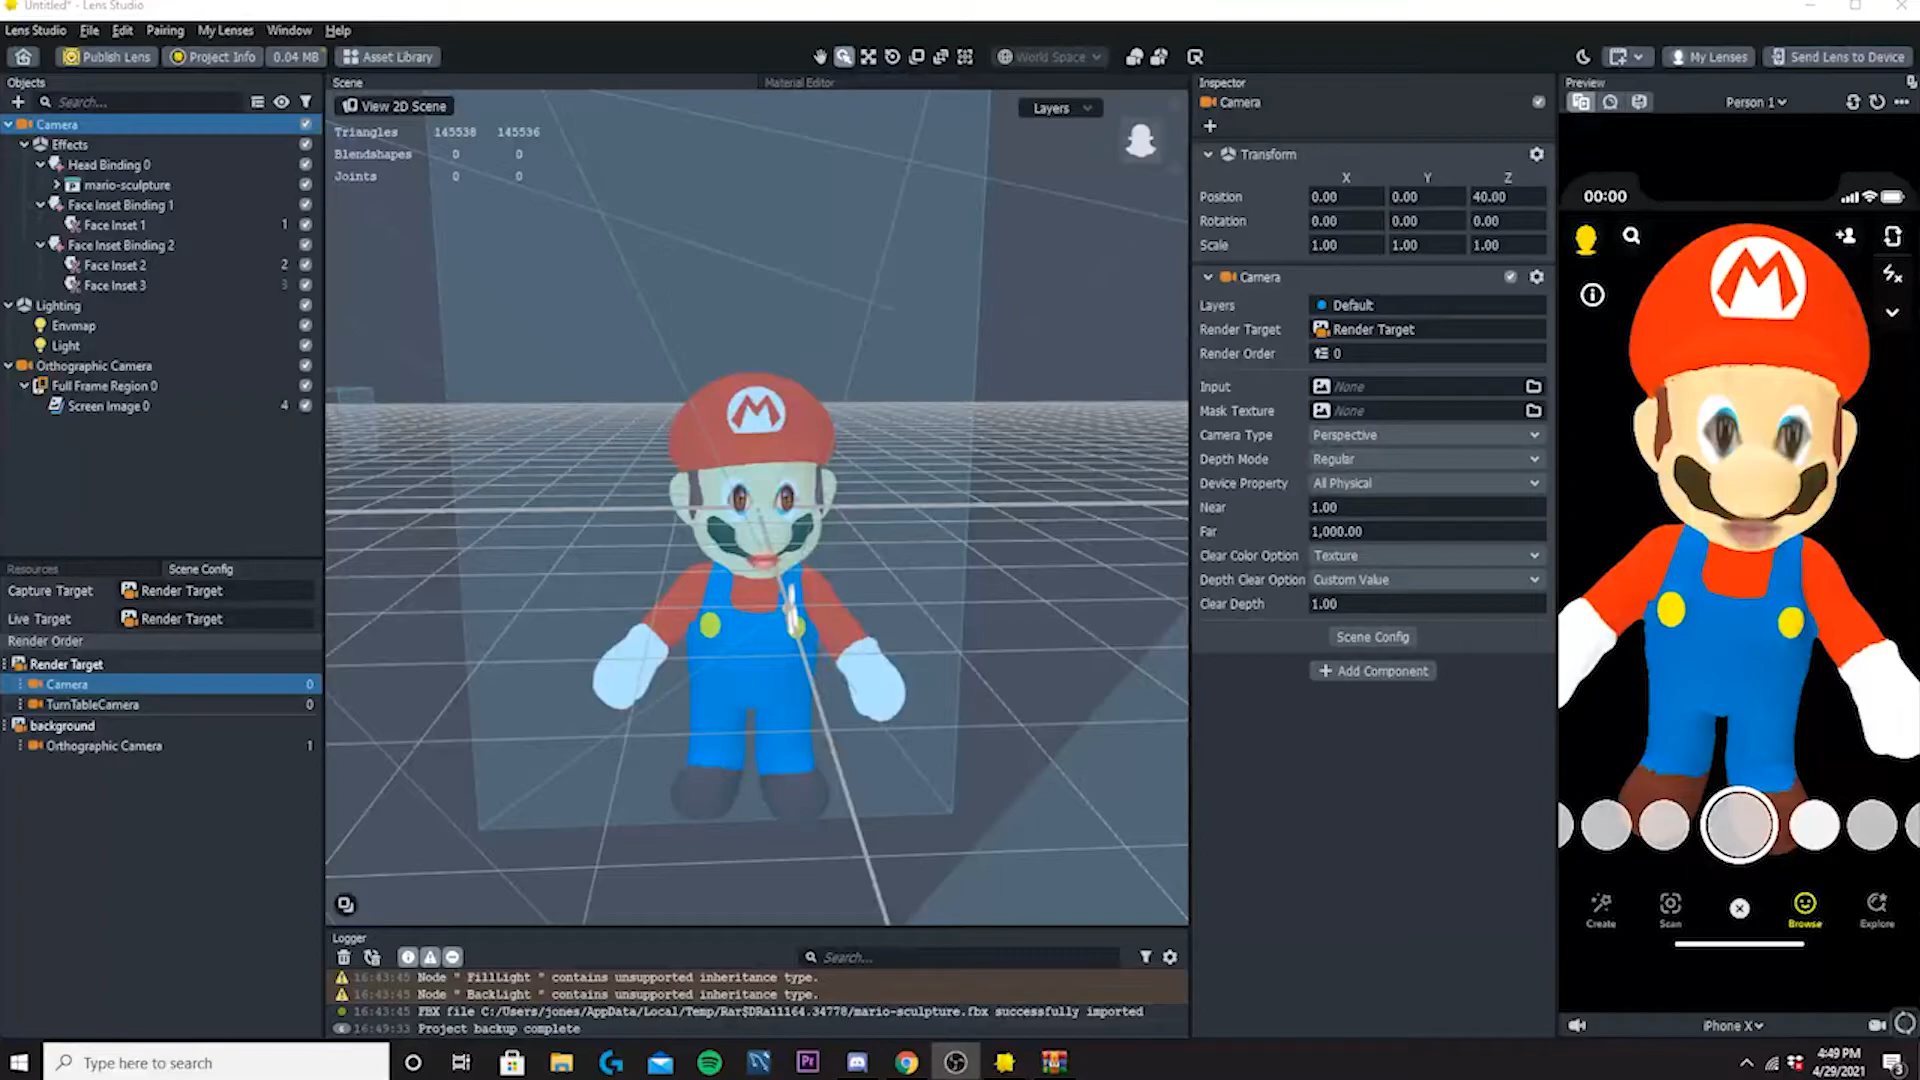 Untitled* - Lens Studio
Lens Studio File Edit Pairing My Lenses Window Help
Publish Lens Project Info 0.04 MB Asset Library World Space My Lenses Send Lens to Device
Objects
Search...
Camera
Effects
Head Binding 0
mario-sculpture
Face Inset Binding 1
Face Inset 1 1
Face Inset Binding 2
Face Inset 2 2
Face Inset 3 3
Lighting
Envmap
Light
Orthographic Camera
Full Frame Region 0
Screen Image 0 4
Resources Scene Config
Capture Target Render Target
Live Target Render Target
Render Order
Render Target
Camera 0
TurnTableCamera 0
background
Orthographic Camera 1
Scene Material Editor
View 2D Scene Layers
Triangles 145538 145536
Blendshapes 0 0
Joints 0 0
M
Logger
Search...
16:43:45 Node " FillLight " contains unsupported inheritance type.
16:43:45 Node " BackLight " contains unsupported inheritance type.
16:43:45 FBX file C:/Users/jones/AppData/Local/Temp/Rar$DRa11164.34778/mario-sculpture.fbx successfully imported
16:49:33 Project backup complete
Inspector
Camera
Transform
X Y Z
Position 0.00 0.00 40.00
Rotation 0.00 0.00 0.00
Scale 1.00 1.00 1.00
Camera
Layers Default
Render Target Render Target
Render Order 0
Input None
Mask Texture None
Camera Type Perspective
Depth Mode Regular
Device Property All Physical
Near 1.00
Far 1,000.00
Clear Color Option Texture
Depth Clear Option Custom Value
Clear Depth 1.00
Scene Config
+ Add Component
Preview
Person 1
00:00
M
Create Scan Browse Explore
iPhone X
Type here to search
Pr
4:49 PM
4/29/2021
3